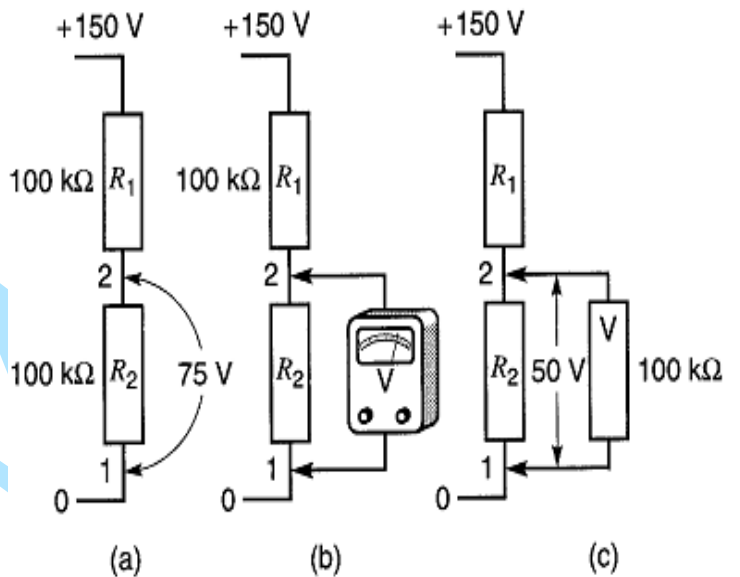 +150 V +150 V +150 V
100 kΩ R₁ 100 kΩ R₁ R₁
2 2 2
V
100 kΩ R₂ 75 V R₂ V R₂ 50 V 100 kΩ
1 1 1
0 0 0
(a) (b) (c)